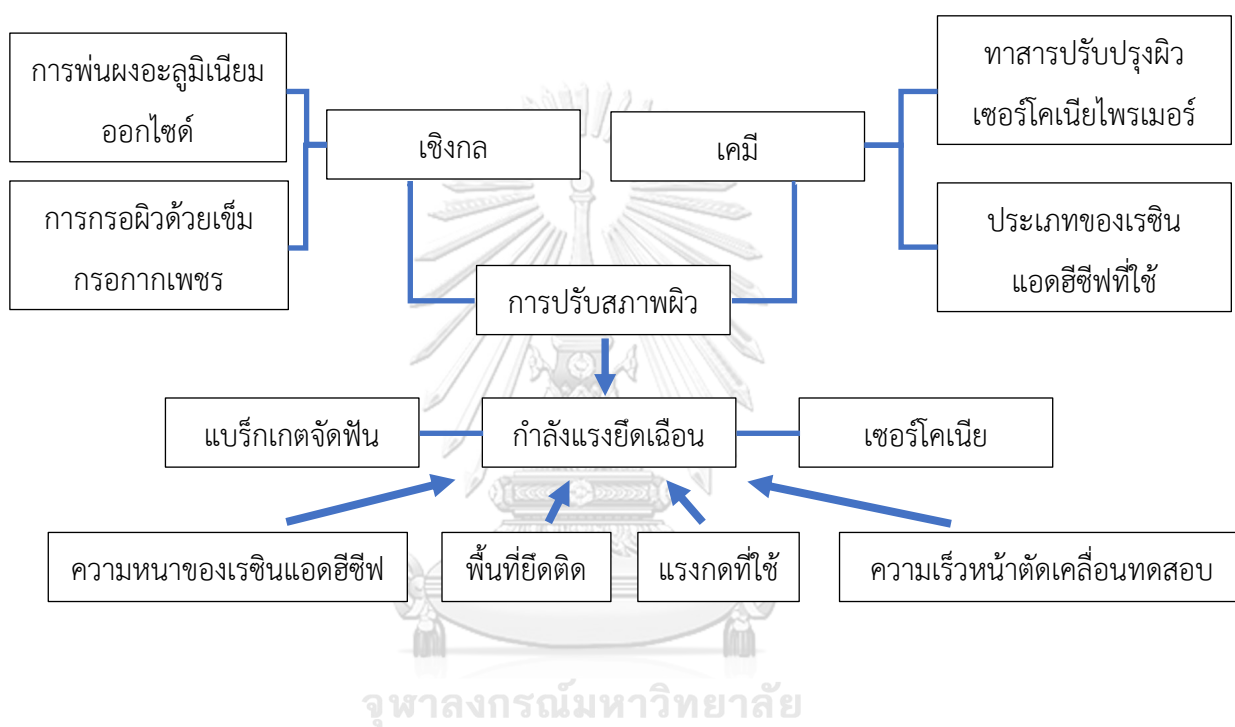 การพ่นผงอะลูมิเนียม
ออกไซด์
ทาสารปรับปรุงผิว
เซอร์โคเนียไพรเมอร์
เชิงกล
เคมี
การกรอผิวด้วยเข็ม
กรอกากเพชร
ประเภทของเรซิน
แอดฮีซีฟที่ใช้
การปรับสภาพผิว
แบร็กเกตจัดฟัน
กำลังแรงยึดเฉือน
เซอร์โคเนีย
ความหนาของเรซินแอดฮีซีฟ
พื้นที่ยึดติด
แรงกดที่ใช้
ความเร็วหน้าตัดเคลื่อนทดสอบ
จุฬาลงกรณ์มหาวิทยาลัย